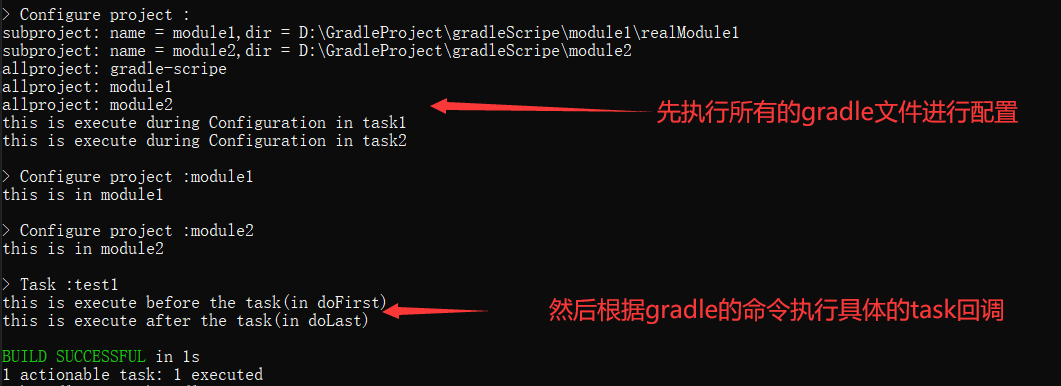 > Configure project :
subproject: name = module1,dir = D:\GradleProject\gradleScripe\module1\realModule1
subproject: name = module2,dir = D:\GradleProject\gradleScripe\module2
allproject: gradle-scripe
allproject: module1
allproject: module2
先执行所有的gradle文件进行配置
this is execute during Configuration in task1
this is execute during Configuration in task2
> Configure project :module1
this is in module1
> Configure project :module2
this is in module2
> Task :test1
this is execute before the task(in doFirst)
然后根据gradle的命令执行具体的task回调
this is execute after the task(in doLast)
BUILD SUCCESSFUL in 1s
1 actionable task: 1 executed